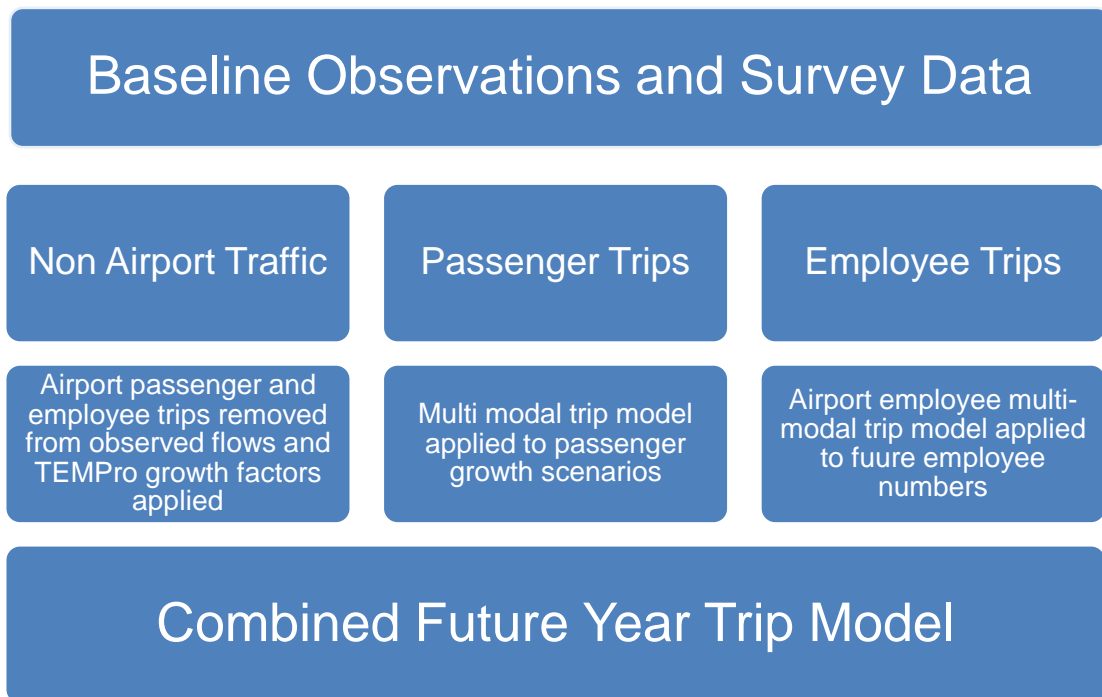 Baseline Observations and Survey Data
Non Airport Traffic
Passenger Trips
Employee Trips
Airport passenger and
employee trips removed
from observed flows and
TEMPro growth factors
applied
Multi modal trip model
applied to passenger
growth scenarios
Airport employee multi-
modal trip model applied
to fuure employee
numbers
Combined Future Year Trip Model